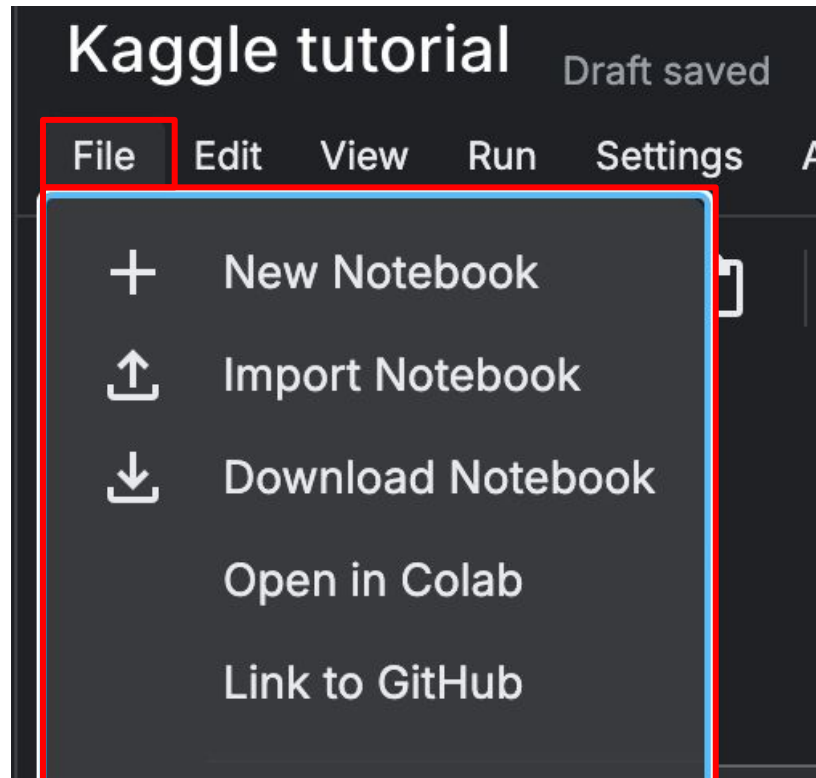 Kaggle tutorial Draft saved
File Edit View Run Settings A
New Notebook
Import Notebook
Download Notebook
Open in Colab
Link to GitHub